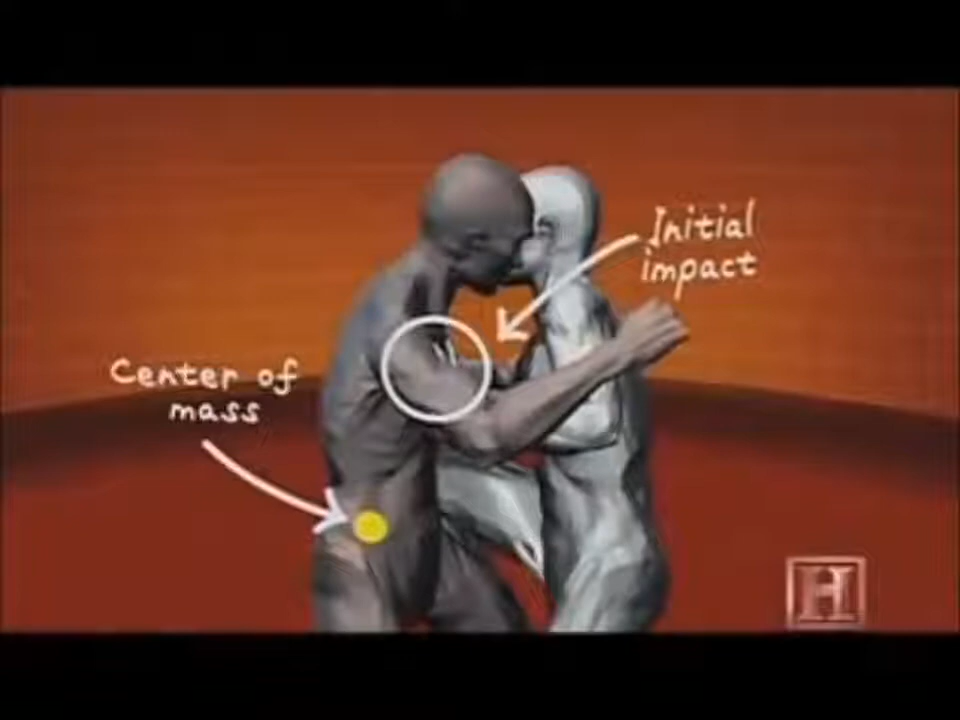 Initial
impact
Center of
mass
H